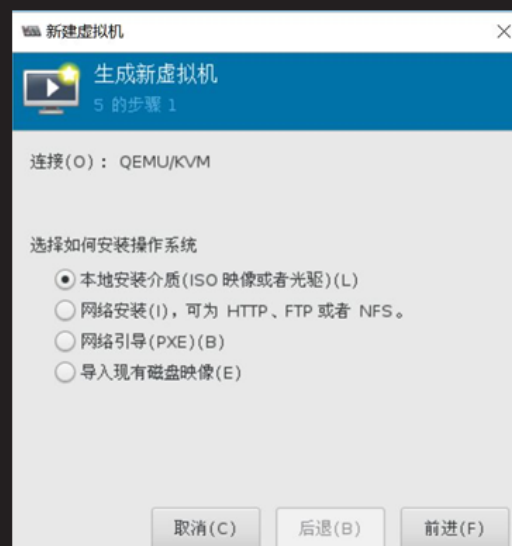 新建虚拟机
生成新虚拟机
5 的步骤 1
连接(O)： QEMU/KVM
选择如何安装操作系统
本地安装介质(ISO 映像或者光驱)(L)
网络安装(I)，可为 HTTP、FTP 或者 NFS。
网络引导(PXE)(B)
导入现有磁盘映像(E)
取消(C) 后退(B) 前进(F)